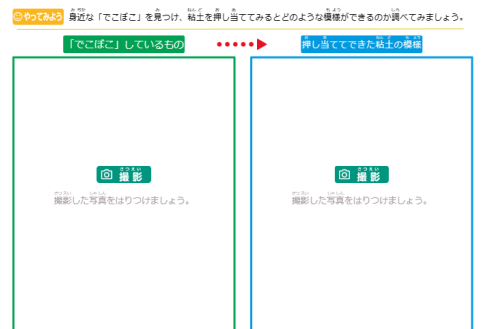 やってみよう 身近な「でこぼこ」を見つけ、粘土を押し当ててみるとどのような模様ができるのか調べてみましょう。
「でこぼこ」しているもの
押し当ててできた粘土の模様
撮影
撮影した写真をはりつけましょう。
撮影
撮影した写真をはりつけましょう。